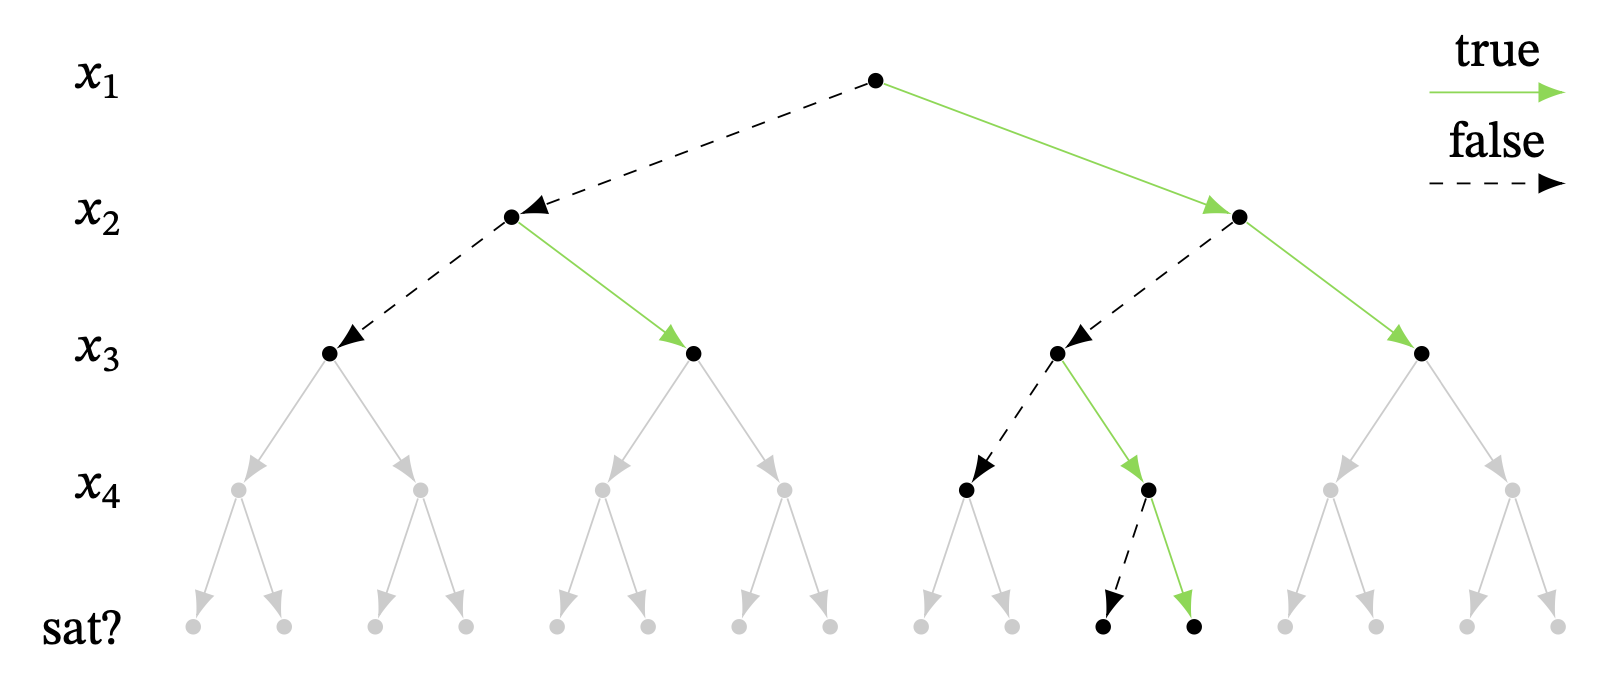 x₁
true
false
x₂
x₃
x₄
sat?